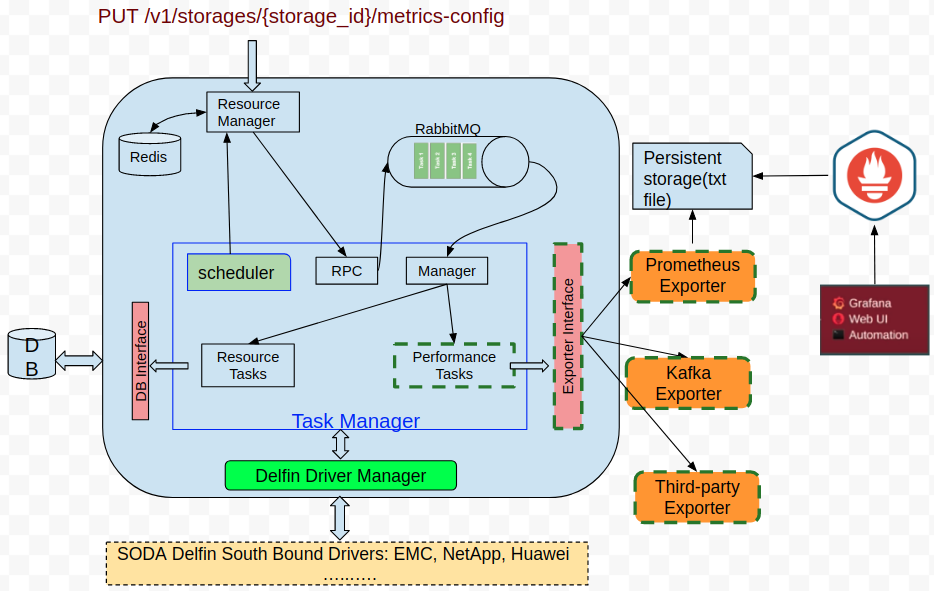 PUT /v1/storages/{storage_id}/metrics-config
Resource
Manager
Redis
RabbitMQ
Task 1
Task 2
Task 3
Task 4
Persistent
storage(txt
file)
scheduler
RPC
Manager
Prometheus
Exporter
Grafana
Web UI
Automation
D
B
DB Interface
Resource
Tasks
Performance
Tasks
Exporter Interface
Kafka
Exporter
Task Manager
Delfin Driver Manager
Third-party
Exporter
SODA Delfin South Bound Drivers: EMC, NetApp, Huawei
...........